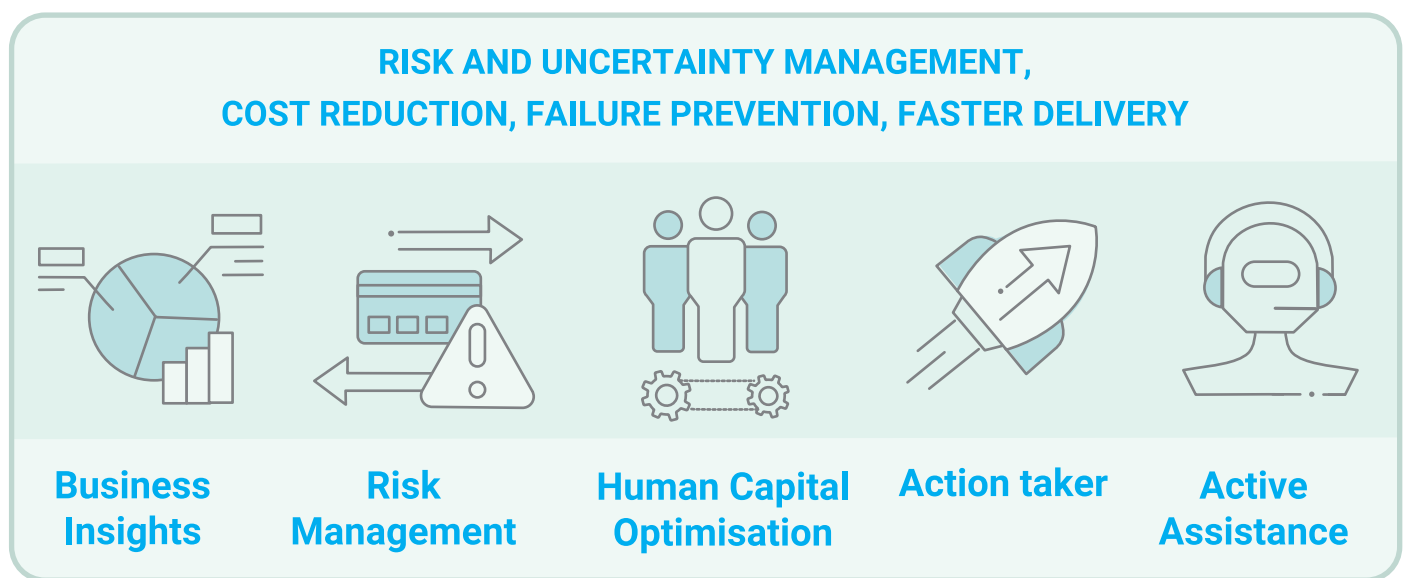 RISK AND UNCERTAINTY MANAGEMENT,
COST REDUCTION, FAILURE PREVENTION, FASTER DELIVERY
Business
Insights
Risk
Management
Human Capital
Optimisation
Action taker
Active
Assistance